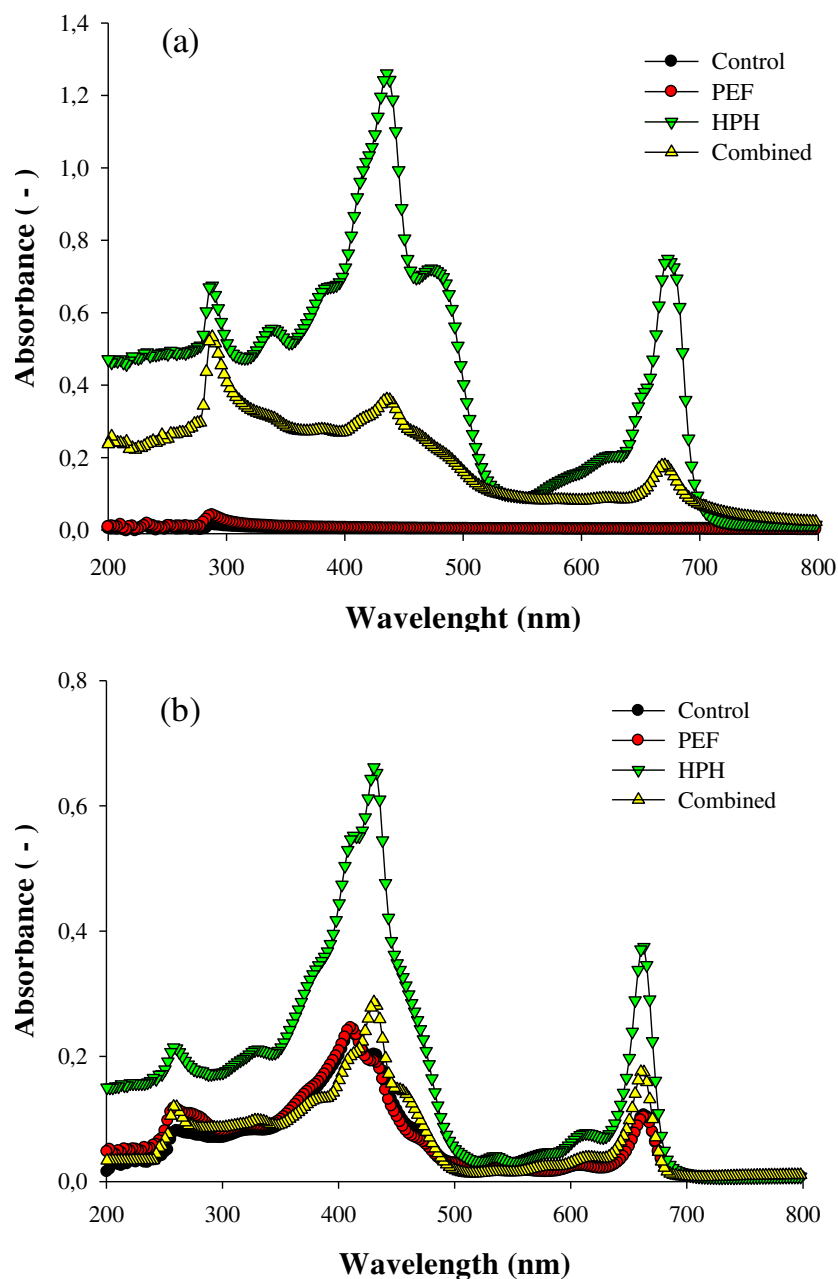 (a)
Control
PEF
HPH
Combined
Absorbance ( - )
1,4
1,2
1,0
0,8
0,6
0,4
0,2
0,0
200 300 400 500 600 700 800
Wavelenght (nm)
(b)
Control
PEF
HPH
Combined
Absorbance ( - )
0,8
0,6
0,4
0,2
0,0
200 300 400 500 600 700 800
Wavelength (nm)